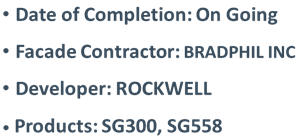 • Date of Completion: On Going
• Facade Contractor: BRADPHIL INC
• Developer: ROCKWELL
• Products: SG300, SG558